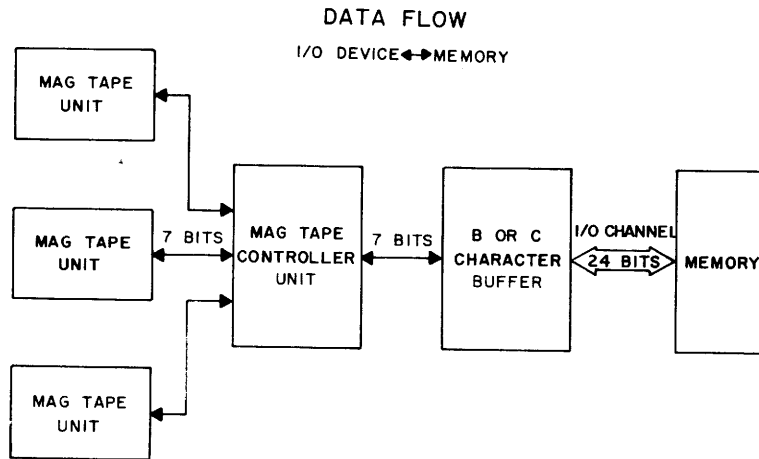 DATA FLOW
I/O DEVICE↔MEMORY
MAG TAPE
UNIT
MAG TAPE
UNIT
7 BITS
MAG TAPE
CONTROLLER
UNIT
7 BITS
B OR C
CHARACTER
BUFFER
I/O CHANNEL
24 BITS
MEMORY
MAG TAPE
UNIT